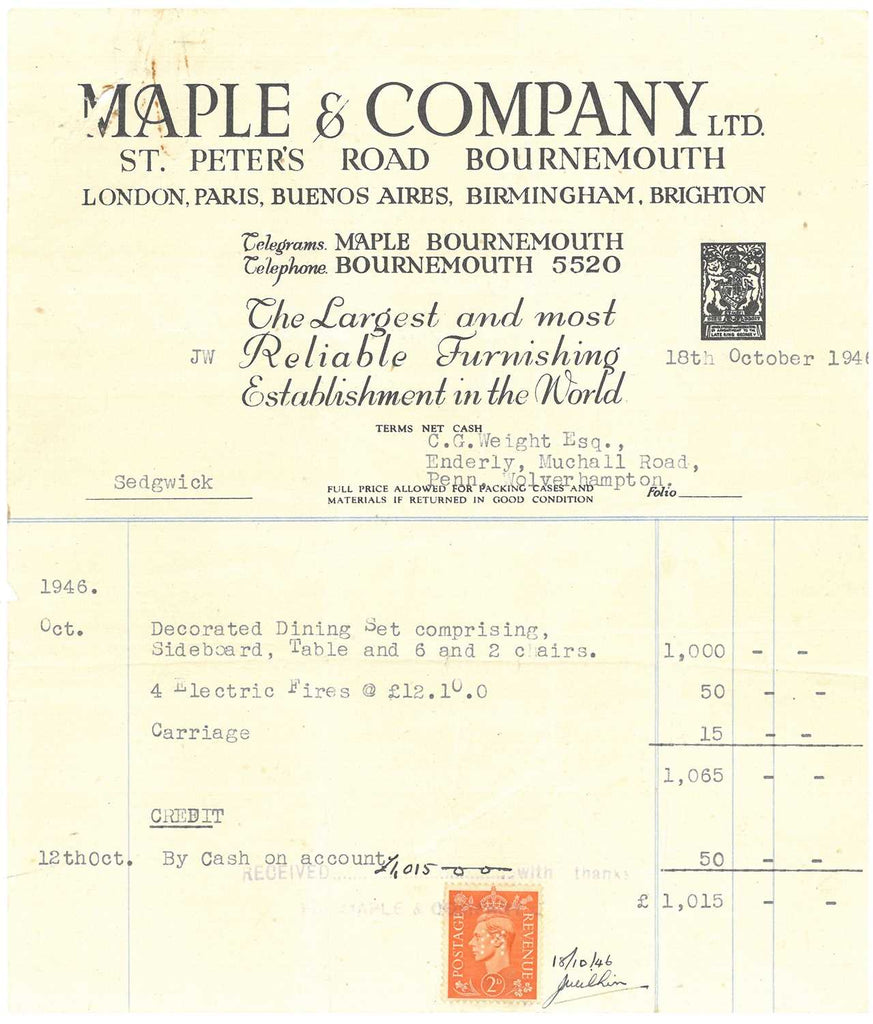 MAPLE & COMPANY LTD.
ST. PETER'S ROAD BOURNEMOUTH
LONDON, PARIS, BUENOS AIRES, BIRMINGHAM, BRIGHTON
Telegrams. MAPLE BOURNEMOUTH
Telephone. BOURNEMOUTH 5520
The Largest and most
JW Reliable Furnishing 18th October 1946
Establishment in the World
TERMS NET CASH
C.G.Weight Esq.,
Enderly, Muchall Road,
Sedgwick Penn, Wolverhampton.
FULL PRICE ALLOWED FOR PACKING CASES AND Folio
MATERIALS IF RETURNED IN GOOD CONDITION
1946.
Oct. Decorated Dining Set comprising,
Sideboard, Table and 6 and 2 chairs. 1,000 - -
4 Electric Fires @ £12.10.0 50 - -
Carriage 15 - -
1,065 - -
CREDIT
12thOct. By Cash on account 50 - -
RECEIVED £1,015-0-0 with thanks
£ 1,015 - -
MAPLE &
POSTAGE REVENUE
2D
18/10/46